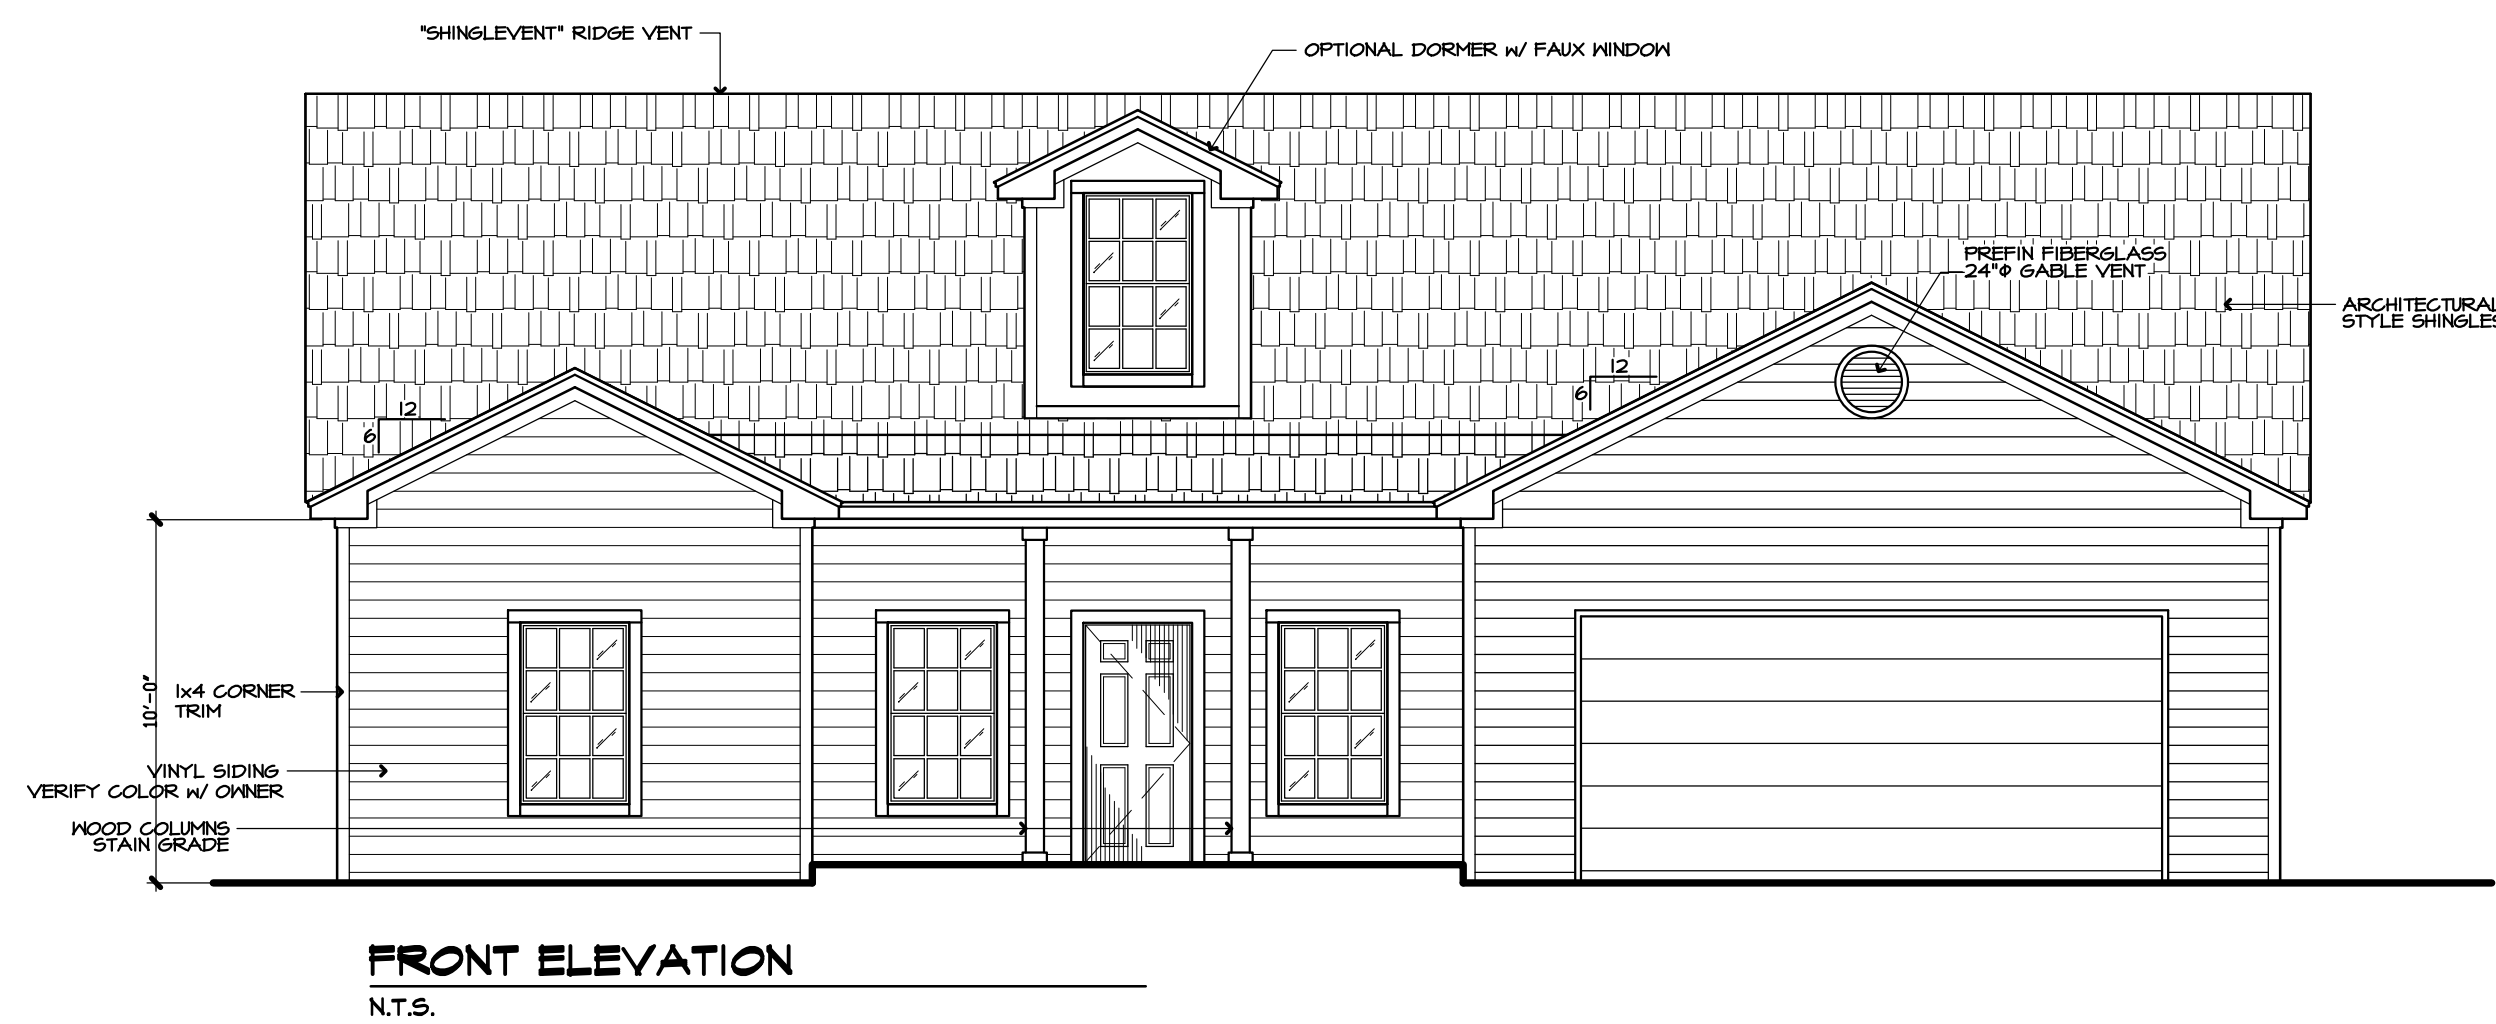 "SHINGLEVENT" RIDGE VENT
OPTIONAL DORMER w/ FAUX WINDOW
PREFIN FIBERGLASS
24"Φ GABLE VENT
ARCHITECTURAL
STYLE SHINGLES
12
6
12
6
10'-0"
1x4 CORNER
TRIM
VINYL SIDING
VERIFY COLOR w/ OWNER
WOOD COLUMNS
STAIN GRADE
FRONT ELEVATION
N.T.S.